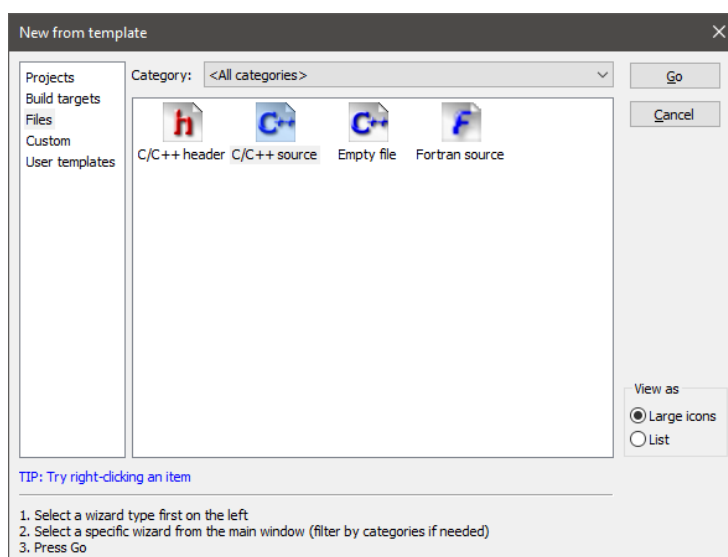 New from template
Projects
Build targets
Files
Custom
User templates
Category: <All categories>
Go
Cancel
h C++ C++ F
C/C++ header C/C++ source Empty file Fortran source
View as
Large icons
List
TIP: Try right-clicking an item
1. Select a wizard type first on the left
2. Select a specific wizard from the main window (filter by categories if needed)
3. Press Go